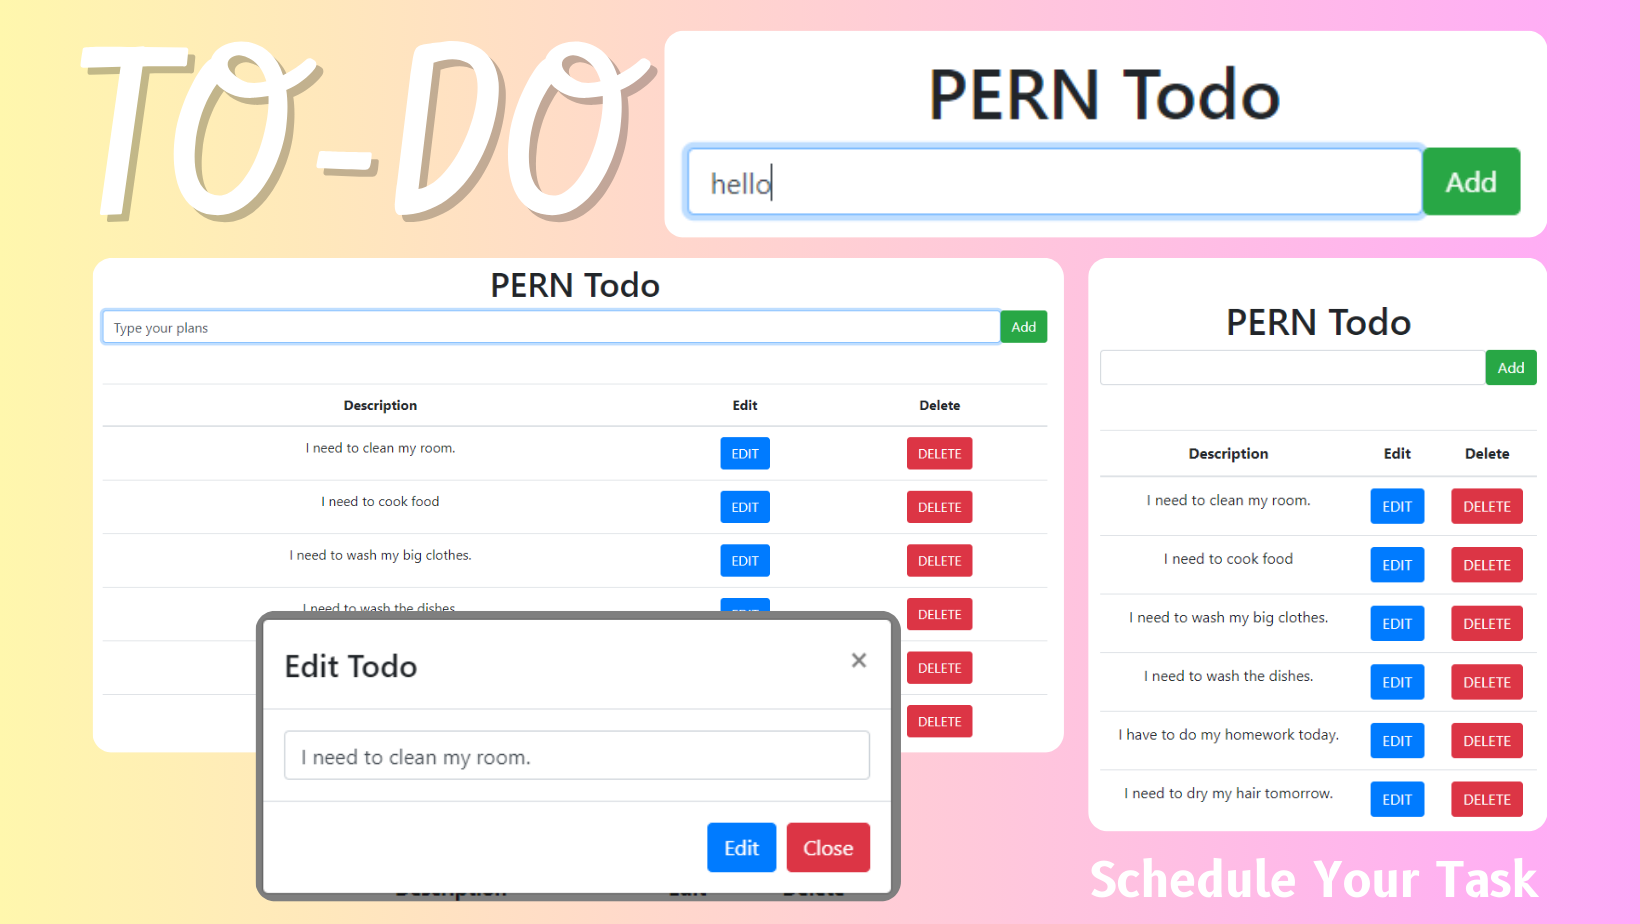 TO-DO
PERN Todo
hello
Add
PERN Todo
Type your plans
Add
Description Edit Delete
I need to clean my room. EDIT DELETE
I need to cook food EDIT DELETE
I need to wash my big clothes. EDIT DELETE
I need to wash the dishes. EDIT DELETE
DELETE
DELETE
Edit Todo ×
I need to clean my room.
Edit Close
Description Edit Delete
PERN Todo
Add
Description Edit Delete
I need to clean my room. EDIT DELETE
I need to cook food EDIT DELETE
I need to wash my big clothes. EDIT DELETE
I need to wash the dishes. EDIT DELETE
I have to do my homework today. EDIT DELETE
I need to dry my hair tomorrow. EDIT DELETE
Schedule Your Task